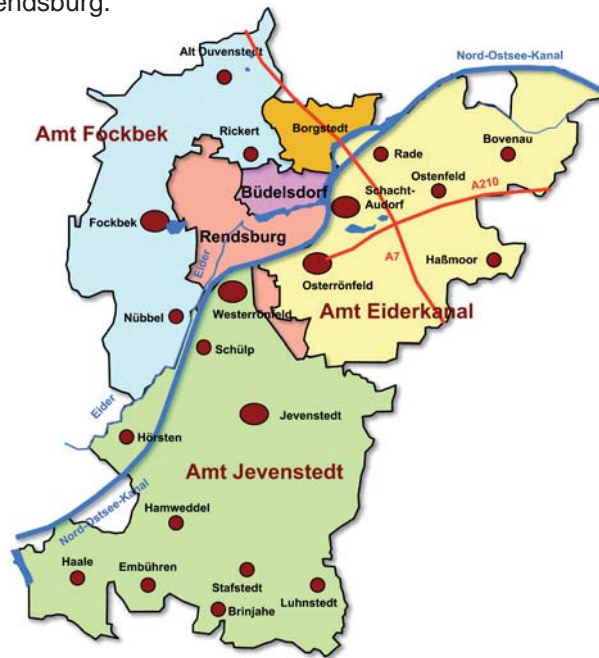 endsburg.
Alt Duvenstedt
Nord-Ostsee-Kanal
Amt Fockbek
Borgstedt
Rickert
Bovenau
Rade
Ostenfeld
Büdelsdorf
A210
Schacht-
Audorf
Fockbek
Rendsburg
Eider
A7
Haßmoor
Osterrönfeld
Westerrönfeld
Amt Eiderkanal
Nübbel
Schülp
Eider
Jevenstedt
Hörsten
Amt Jevenstedt
Nord-Ostsee-Kanal
Hamweddel
Haale
Embühren
Stafstedt
Luhnstedt
Brinjahe